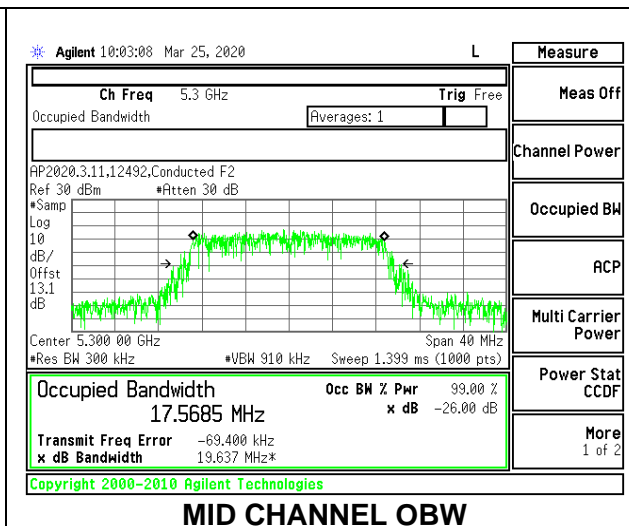 Agilent 10:03:08 Mar 25, 2020 L Measure
Ch Freq 5.3 GHz Trig Free
Meas Off
Occupied Bandwidth Averages: 1
Channel Power
AP2020.3.11,12492,Conducted F2
Ref 30 dBm #Atten 30 dB
#Samp
Log
10
dB/
Offst
13.1
dB
Occupied BW
ACP
Center 5.300 00 GHz Span 40 MHz
#Res BW 300 kHz #VBW 910 kHz Sweep 1.399 ms (1000 pts)
Multi Carrier
Power
Occupied Bandwidth Occ BW % Pwr 99.00 %
17.5685 MHz x dB -26.00 dB
Power Stat
CCDF
Transmit Freq Error -69.400 kHz
x dB Bandwidth 19.637 MHz*
More
1 of 2
Copyright 2000-2010 Agilent Technologies
MID CHANNEL OBW